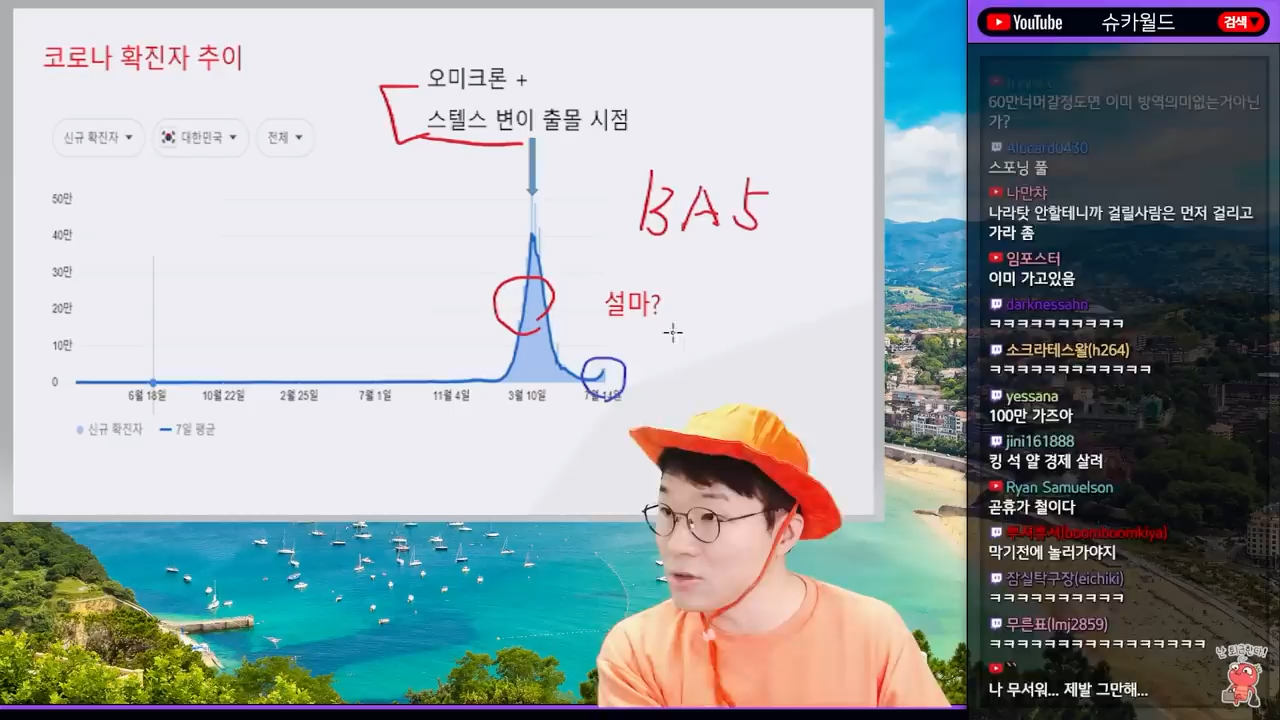 코로나 확진자 추이
오미크론 +
스텔스 변이 출몰 시점
신규 확진자
대한민국
전체
BA5
50만
40만
30만
20만
10만
0
설마?
6월 18일
10월 22일
2월 25일
7월 1일
11월 4일
3월 10일
7월 14일
신규 확진자
7일 평균
YouTube
슈카월드
검색
60만너머갈정도면 이미 방역의미없는거아닌
가?
Alucard0430
스포닝 풀
나만챠
나라탓 안할테니까 걸릴사람은 먼저 걸리고
가라 좀
임포스터
이미 가고있음
darknessahn
ㅋㅋㅋㅋㅋㅋㅋㅋㅋㅋ
소크라테스왈(h264)
ㅋㅋㅋㅋㅋㅋㅋㅋㅋㅋㅋㅋ
yessana
100만 가즈아
jini161888
킹 석 얄 경제 살려
Ryan Samuelson
곧휴가 철이다
(boomboomkiya)
막기전에 놀러가야지
잠실탁구장(eichiki)
ㅋㅋㅋㅋㅋㅋㅋㅋㅋㅋ
무른표(lmj2859)
ㅋㅋㅋㅋㅋㅋㅋㅋㅋㅋㅋㅋㅋㅋㅋㅋ
``
나 무서워... 제발 그만해...